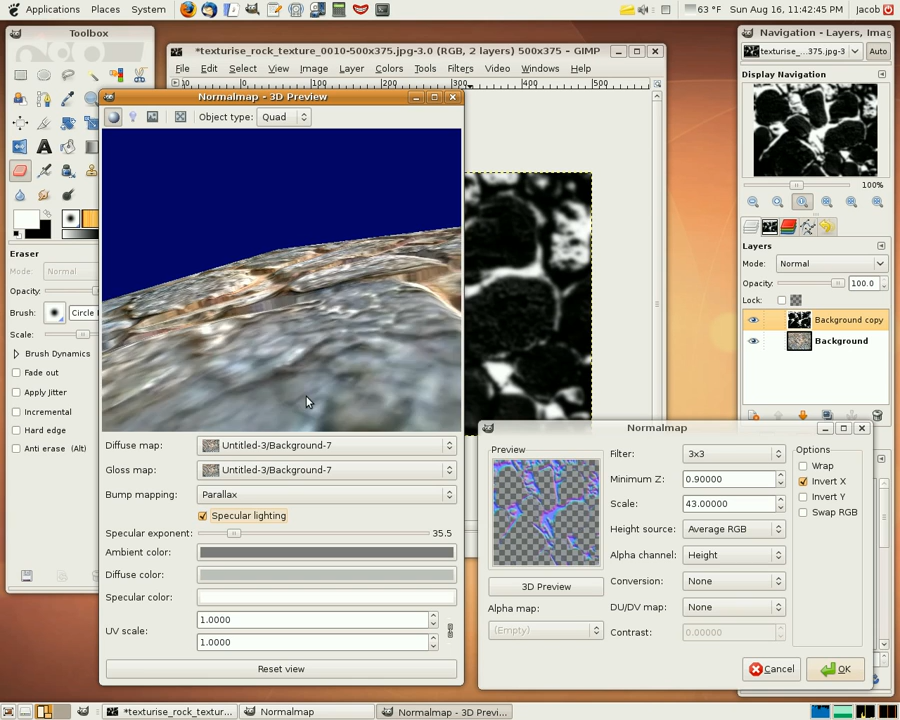 Applications Places System 63 °F Sun Aug 16, 11:42:45 PM Jacob
Toolbox
*texturise_rock_texture_0010-500x375.jpg-3.0 (RGB, 2 layers) 500x375 – GIMP
File Edit Select View Image Layer Colors Tools Filters Video Windows Help
400 500
Normalmap - 3D Preview
Object type: Quad
Eraser
Mode: Normal
Opacity:
Brush: Circle
Scale:
Brush Dynamics
Fade out
Apply Jitter
Incremental
Hard edge
Anti erase (Alt)
Diffuse map: Untitled-3/Background-7
Gloss map: Untitled-3/Background-7
Bump mapping: Parallax
Specular lighting
Specular exponent: 35.5
Ambient color:
Diffuse color:
Specular color:
UV scale: 1.0000
1.0000
Reset view
Navigation - Layers, Imag
texturise_...375.jpg-3 Auto
Display Navigation
100%
Layers
Mode: Normal
Opacity: 100.0
Lock:
Background copy
Background
Normalmap
Preview
3D Preview
Alpha map:
(Empty)
Filter: 3x3
Minimum Z: 0.90000
Scale: 43.00000
Height source: Average RGB
Alpha channel: Height
Conversion: None
DU/DV map: None
Contrast: 0.00000
Options
Wrap
Invert X
Invert Y
Swap RGB
Cancel OK
*texturise_rock_textur... Normalmap Normalmap - 3D Previ...